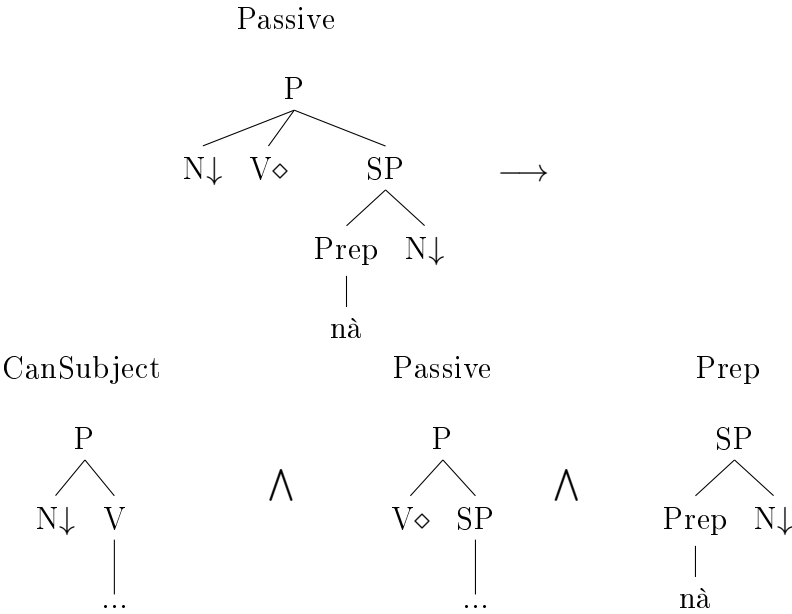 Passive
P
N↓ V⋄ SP ⟶
Prep N↓
nà
CanSubject Passive Prep
P P SP
∧ ∧
N↓ V V⋄ SP Prep N↓
... ... nà